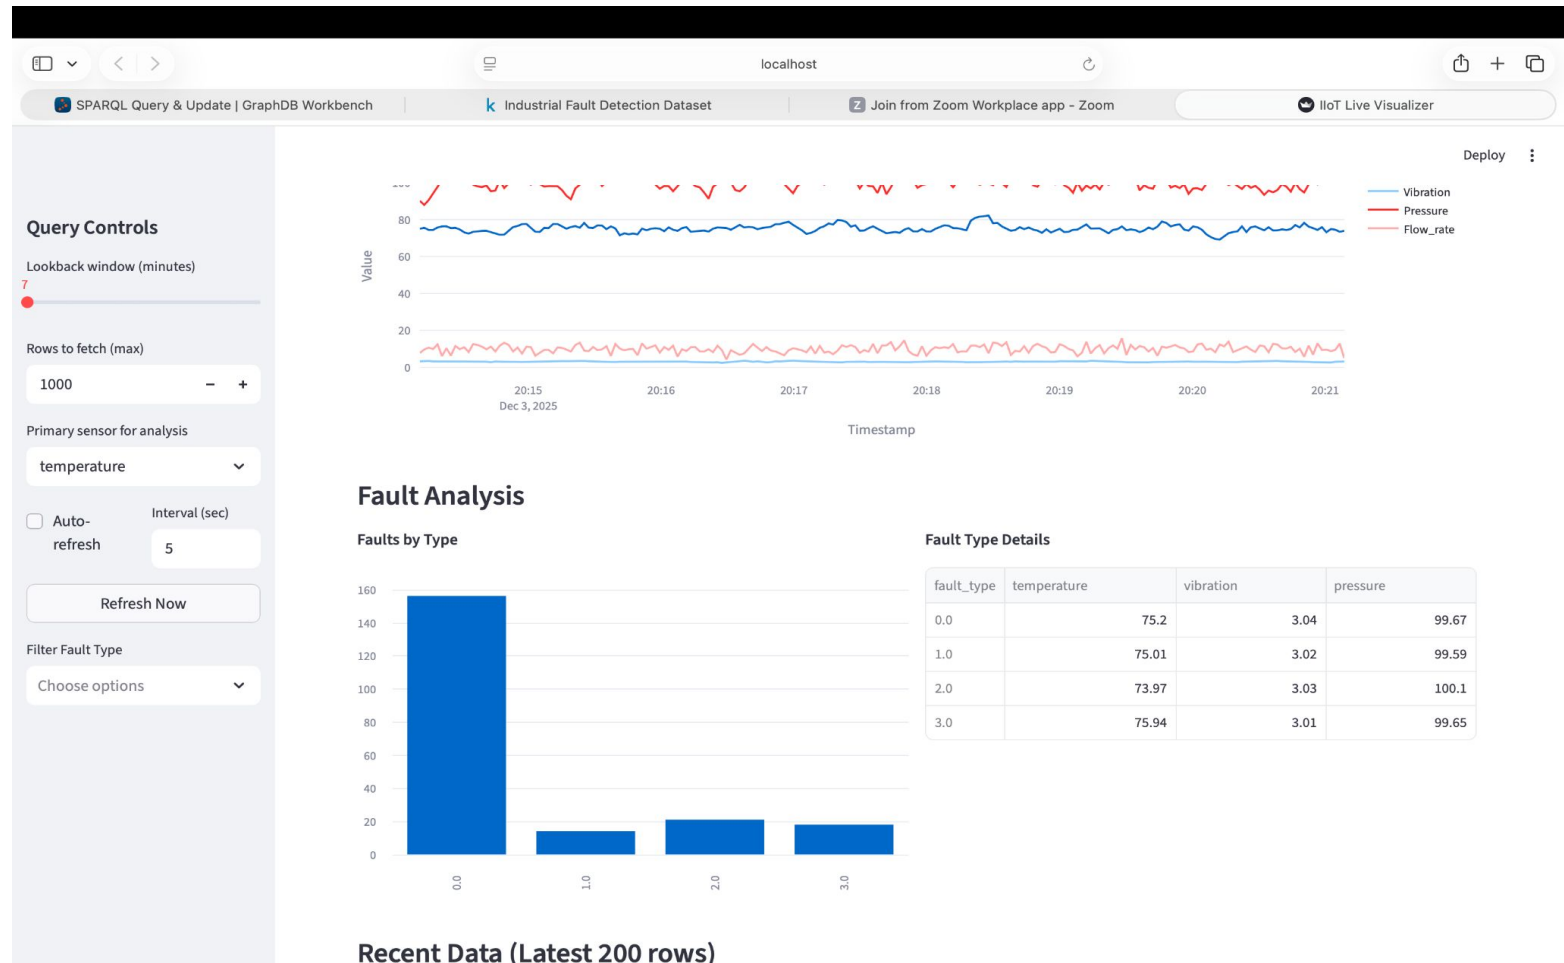 localhost
SPARQL Query & Update | GraphDB Workbench
k Industrial Fault Detection Dataset
Z Join from Zoom Workplace app - Zoom
IIoT Live Visualizer
Deploy
Query Controls
Lookback window (minutes)
7
Rows to fetch (max)
1000
- +
Primary sensor for analysis
temperature
Auto-
refresh
Interval (sec)
5
Refresh Now
Filter Fault Type
Choose options
Vibration
Pressure
Flow_rate
Value
80
60
40
20
0
20:15 20:16 20:17 20:18 20:19 20:20 20:21
Dec 3, 2025
Timestamp
Fault Analysis
Faults by Type
160
140
120
100
80
60
40
20
0
0.0 1.0 2.0 3.0
Fault Type Details
fault_type temperature vibration pressure
0.0 75.2 3.04 99.67
1.0 75.01 3.02 99.59
2.0 73.97 3.03 100.1
3.0 75.94 3.01 99.65
Recent Data (Latest 200 rows)